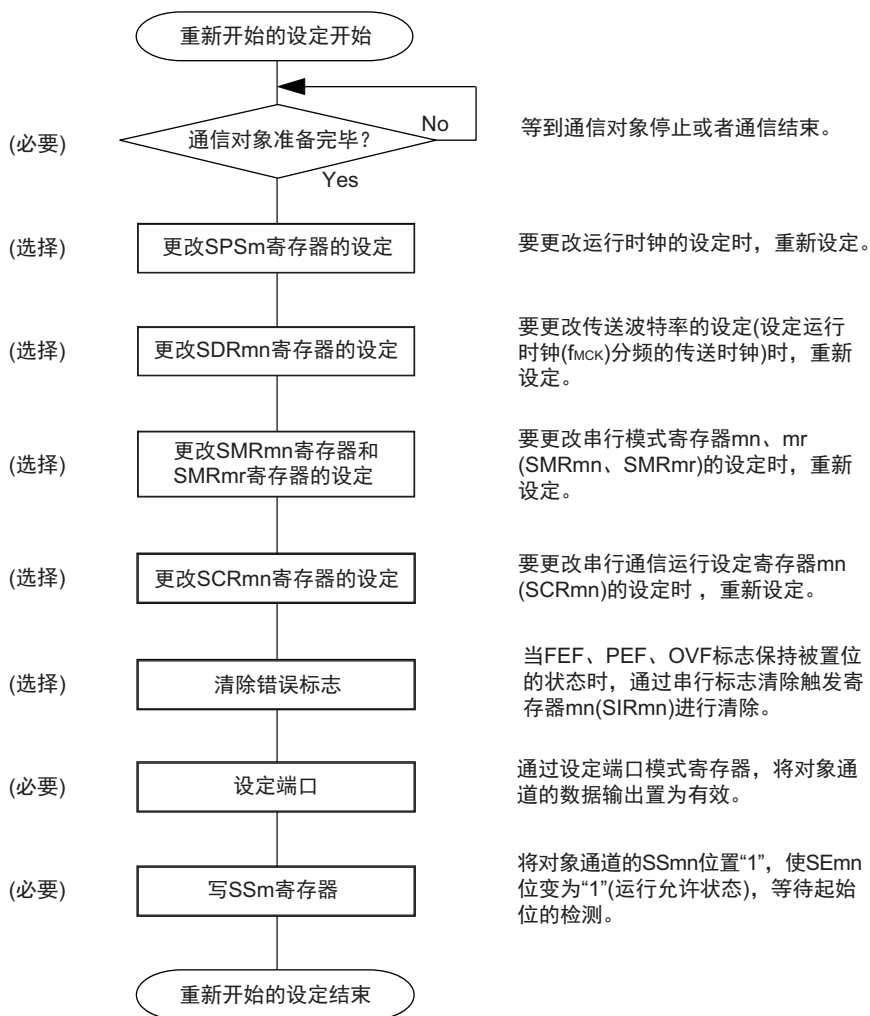 重新开始的设定开始
(必要)
通信对象准备完毕？
No
Yes
等到通信对象停止或者通信结束。
(选择)
更改SPSm寄存器的设定
要更改运行时钟的设定时，重新设定。
(选择)
更改SDRmn寄存器的设定
要更改传送波特率的设定(设定运行
时钟(fMCK)分频的传送时钟)时，重新
设定。
(选择)
更改SMRmn寄存器和
SMRmr寄存器的设定
要更改串行模式寄存器mn、mr
(SMRmn、SMRmr)的设定时，重新
设定。
(选择)
更改SCRmn寄存器的设定
要更改串行通信运行设定寄存器mn
(SCRmn)的设定时 ，重新设定。
(选择)
清除错误标志
当FEF、PEF、OVF标志保持被置位
的状态时，通过串行标志清除触发寄
存器mn(SIRmn)进行清除。
(必要)
设定端口
通过设定端口模式寄存器，将对象通
道的数据输出置为有效。
(必要)
写SSm寄存器
将对象通道的SSmn位置“1”，使SEmn
位变为“1”(运行允许状态)，等待起始
位的检测。
重新开始的设定结束